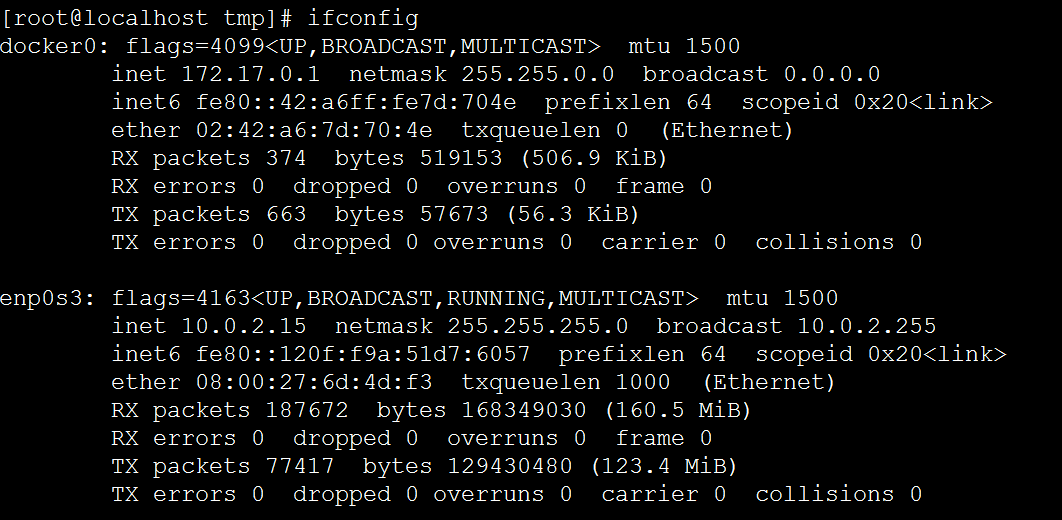 [root@localhost tmp]# ifconfig
docker0: flags=4099<UP,BROADCAST,MULTICAST>  mtu 1500
        inet 172.17.0.1  netmask 255.255.0.0  broadcast 0.0.0.0
        inet6 fe80::42:a6ff:fe7d:704e  prefixlen 64  scopeid 0x20<link>
        ether 02:42:a6:7d:70:4e  txqueuelen 0  (Ethernet)
        RX packets 374  bytes 519153 (506.9 KiB)
        RX errors 0  dropped 0  overruns 0  frame 0
        TX packets 663  bytes 57673 (56.3 KiB)
        TX errors 0  dropped 0 overruns 0  carrier 0  collisions 0

enp0s3: flags=4163<UP,BROADCAST,RUNNING,MULTICAST>  mtu 1500
        inet 10.0.2.15  netmask 255.255.255.0  broadcast 10.0.2.255
        inet6 fe80::120f:f9a:51d7:6057  prefixlen 64  scopeid 0x20<link>
        ether 08:00:27:6d:4d:f3  txqueuelen 1000  (Ethernet)
        RX packets 187672  bytes 168349030 (160.5 MiB)
        RX errors 0  dropped 0  overruns 0  frame 0
        TX packets 77417  bytes 129430480 (123.4 MiB)
        TX errors 0  dropped 0 overruns 0  carrier 0  collisions 0